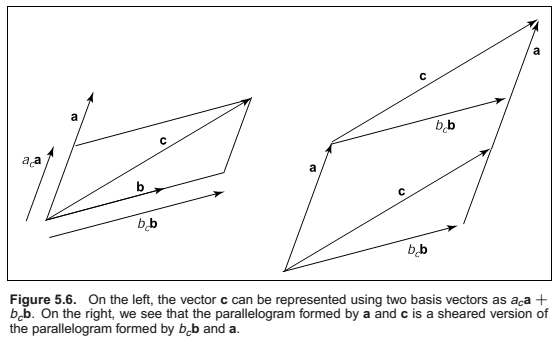 a
a_c a
c
b
b_c b
c
a
b_c b
a
c
b_c b
Figure 5.6. On the left, the vector c can be represented using two basis vectors as a_c a +
b_c b. On the right, we see that the parallelogram formed by a and c is a sheared version of
the parallelogram formed by b_c b and a.